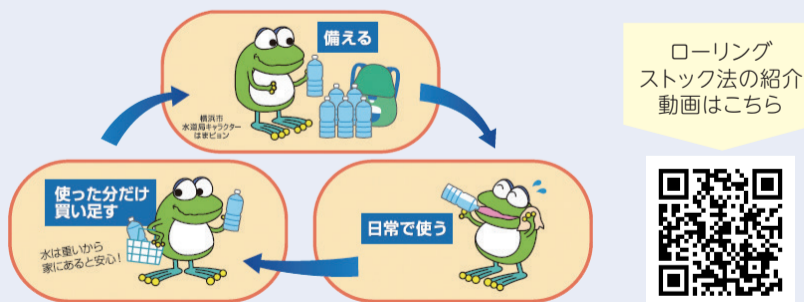 備える
横浜市
水道局キャラクター
はまピョン
使った分だけ
買い足す
水は重いから
家にあると安心！
日常で使う
ローリング
ストック法の紹介
動画はこちら